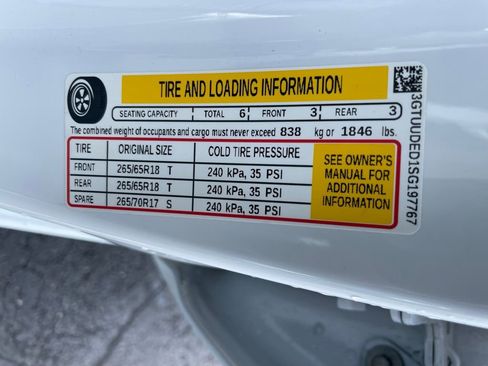 TIRE AND LOADING INFORMATION
SEATING CAPACITY TOTAL 6 FRONT 3 REAR 3
The combined weight of occupants and cargo must never exceed 838 kg or 1846 lbs.
TIRE ORIGINAL SIZE COLD TIRE PRESSURE
FRONT 265/65R18 T 240 kPa, 35 PSI
REAR 265/65R18 T 240 kPa, 35 PSI
SPARE 265/70R17 S 240 kPa, 35 PSI
SEE OWNER'S
MANUAL FOR
ADDITIONAL
INFORMATION
3GTUUDED1SG197767